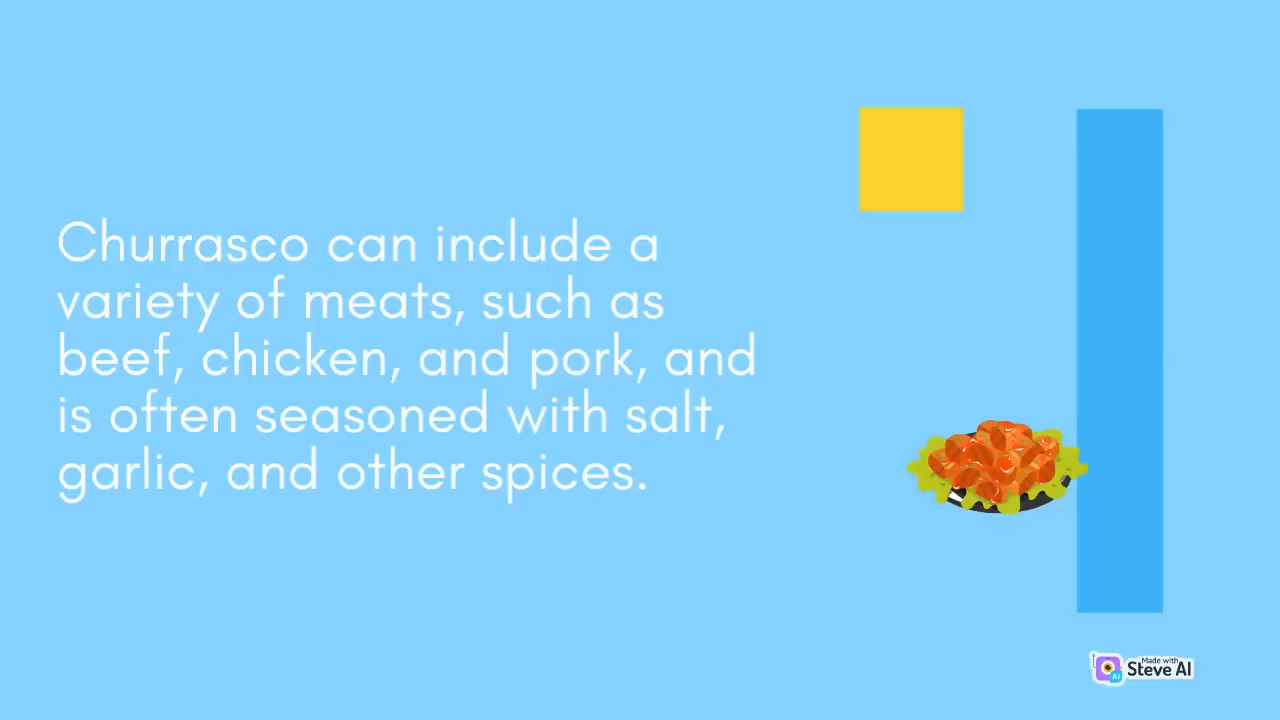 Churrasco can include a
variety of meats, such as
beef, chicken, and pork, and
is often seasoned with salt,
garlic, and other spices.
Made with
Steve AI
AI